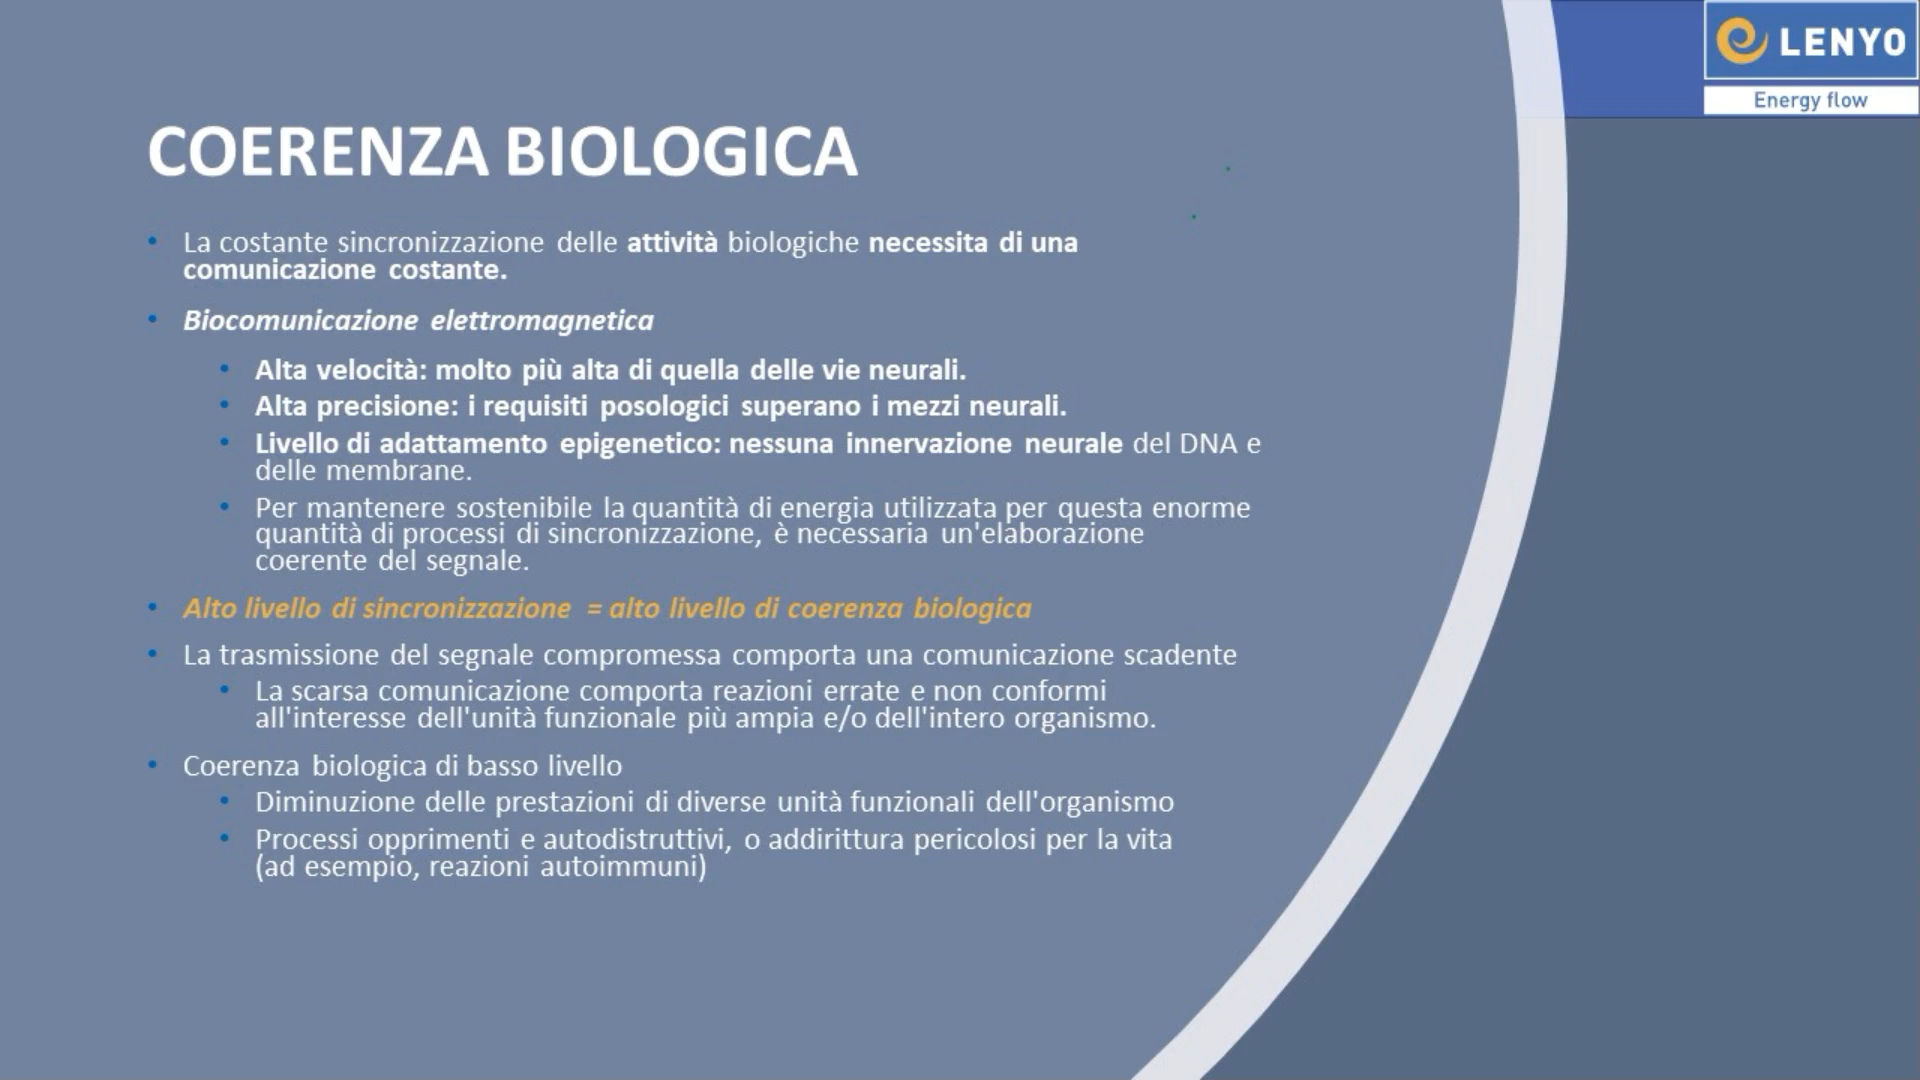 LENYO
Energy flow
COERENZA BIOLOGICA
• La costante sincronizzazione delle attività biologiche necessita di una
comunicazione costante.
• Biocomunicazione elettromagnetica
• Alta velocità: molto più alta di quella delle vie neurali.
• Alta precisione: i requisiti posologici superano i mezzi neurali.
• Livello di adattamento epigenetico: nessuna innervazione neurale del DNA e
delle membrane.
• Per mantenere sostenibile la quantità di energia utilizzata per questa enorme
quantità di processi di sincronizzazione, è necessaria un'elaborazione
coerente del segnale.
• Alto livello di sincronizzazione = alto livello di coerenza biologica
• La trasmissione del segnale compromessa comporta una comunicazione scadente
• La scarsa comunicazione comporta reazioni errate e non conformi
all'interesse dell'unità funzionale più ampia e/o dell'intero organismo.
• Coerenza biologica di basso livello
• Diminuzione delle prestazioni di diverse unità funzionali dell'organismo
• Processi opprimenti e autodistruttivi, o addirittura pericolosi per la vita
(ad esempio, reazioni autoimmuni)